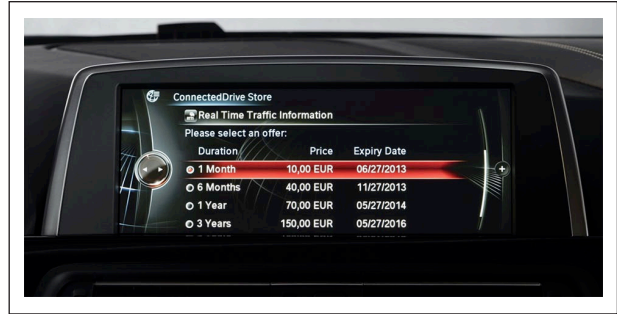 ConnectedDrive Store
Real Time Traffic Information
Please select an offer:
Duration Price Expiry Date
1 Month 10,00 EUR 06/27/2013
6 Months 40,00 EUR 11/27/2013
1 Year 70,00 EUR 05/27/2014
3 Years 150,00 EUR 05/27/2016